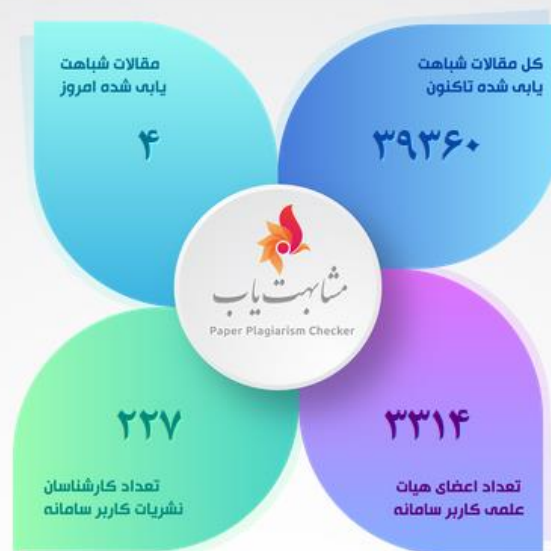 کل مقالات شباهت
یابی شده تاکنون
۳۹۳۶۰
مقالات شباهت
یابی شده امروز
۴
مشابهت یاب
Paper Plagiarism Checker
۳۳۱۴
تعداد اعضای هیات
علمی کاربر سامانه
۲۲۷
تعداد کارشناسان
نشریات کاربر سامانه